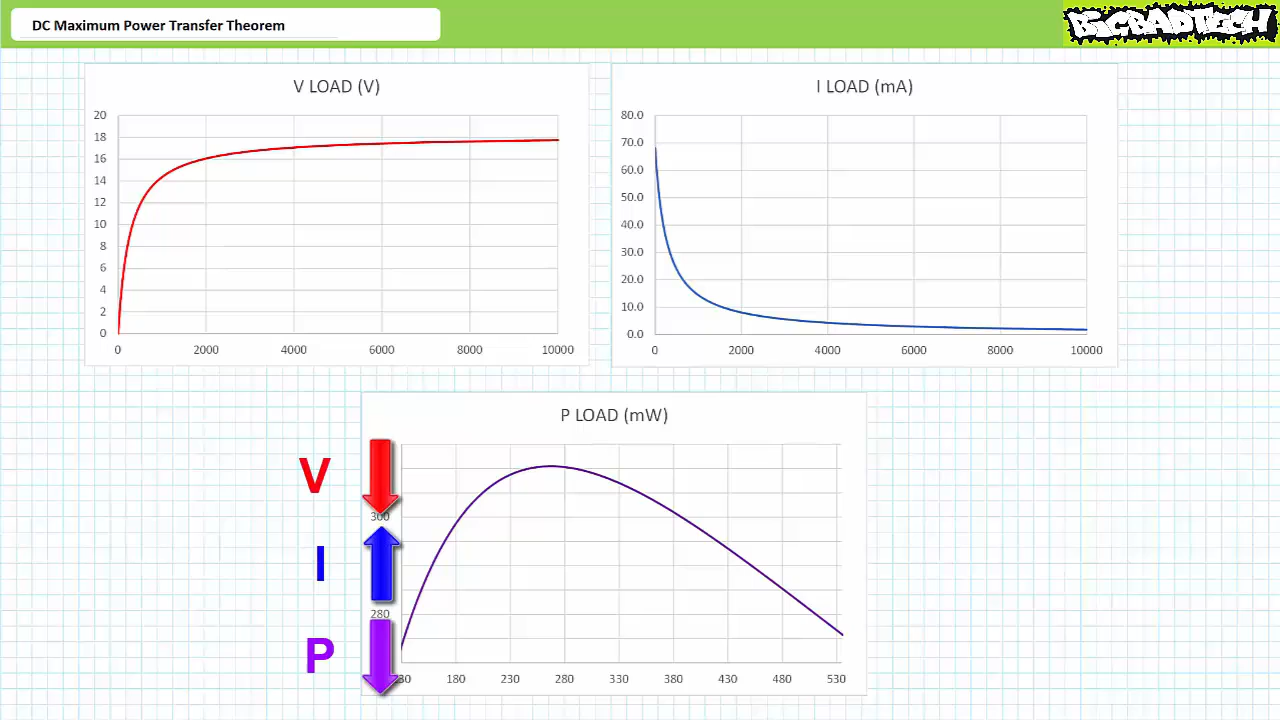 DC Maximum Power Transfer Theorem
BIGBADTECH
V LOAD (V)
20
18
16
14
12
10
8
6
4
2
0
0 2000 4000 6000 8000 10000
I LOAD (mA)
80.0
70.0
60.0
50.0
40.0
30.0
20.0
10.0
0.0
0 2000 4000 6000 8000 10000
P LOAD (mW)
V
300
I
280
P
180 230 280 330 380 430 480 530